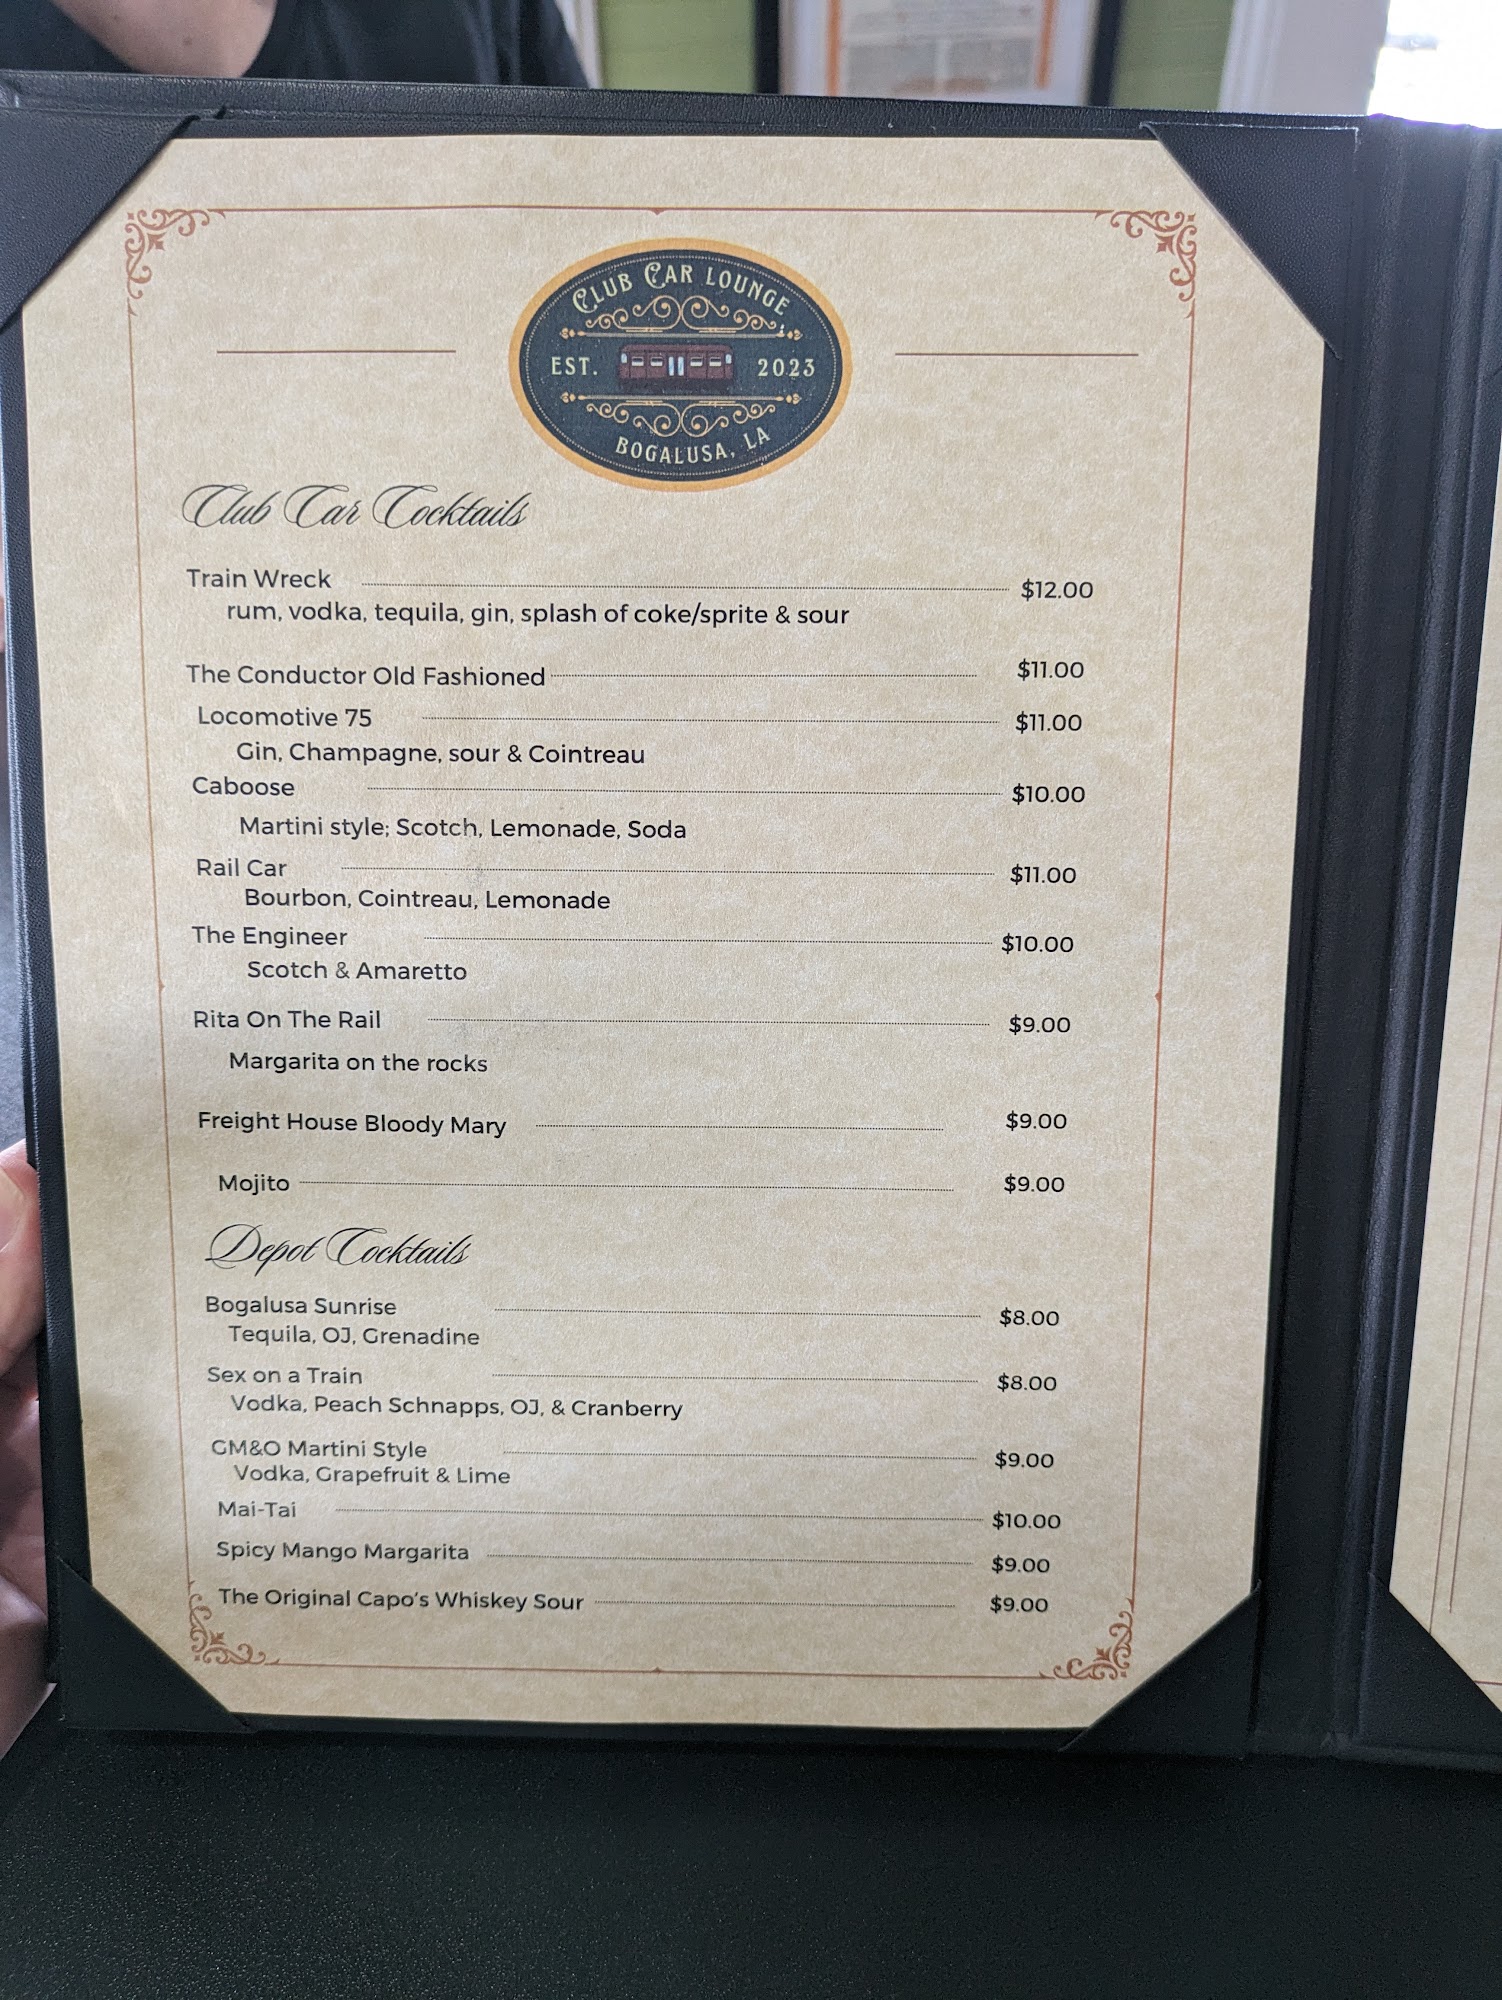 CLUB CAR LOUNGE
EST. 2023
BOGALUSA, LA
Club Car Cocktails
Train Wreck $12.00
rum, vodka, tequila, gin, splash of coke/sprite & sour
The Conductor Old Fashioned $11.00
Locomotive 75 $11.00
Gin, Champagne, sour & Cointreau
Caboose $10.00
Martini style; Scotch, Lemonade, Soda
Rail Car $11.00
Bourbon, Cointreau, Lemonade
The Engineer $10.00
Scotch & Amaretto
Rita On The Rail $9.00
Margarita on the rocks
Freight House Bloody Mary $9.00
Mojito $9.00
Depot Cocktails
Bogalusa Sunrise $8.00
Tequila, OJ, Grenadine
Sex on a Train $8.00
Vodka, Peach Schnapps, OJ, & Cranberry
GM&O Martini Style $9.00
Vodka, Grapefruit & Lime
Mai-Tai $10.00
Spicy Mango Margarita $9.00
The Original Capo's Whiskey Sour $9.00